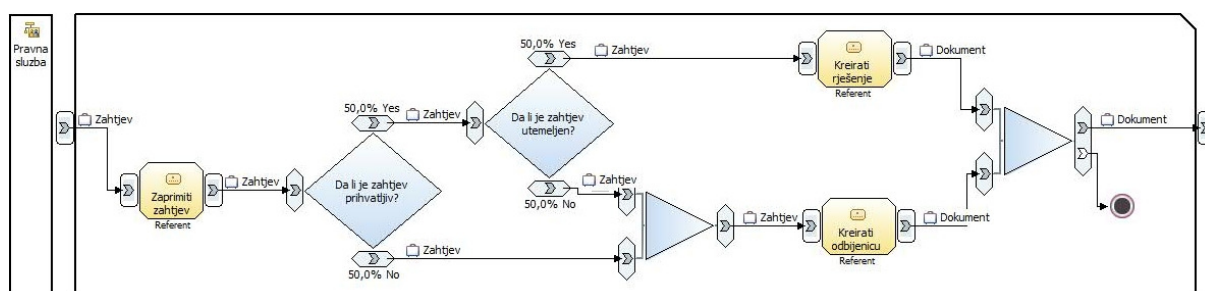 Pravna
sluzba
Zahtjev
Zaprimiti
zahtjev
Referent
Zahtjev
50,0% Yes
Da li je zahtjev
prihvatljiv?
50,0% No
Zahtjev
Zahtjev
50,0% Yes
Da li je zahtjev
utemeljen?
50,0% No
Zahtjev
Zahtjev
Zahtjev
Kreirati
rješenje
Referent
Dokument
Kreirati
odbijenicu
Referent
Dokument
Dokument